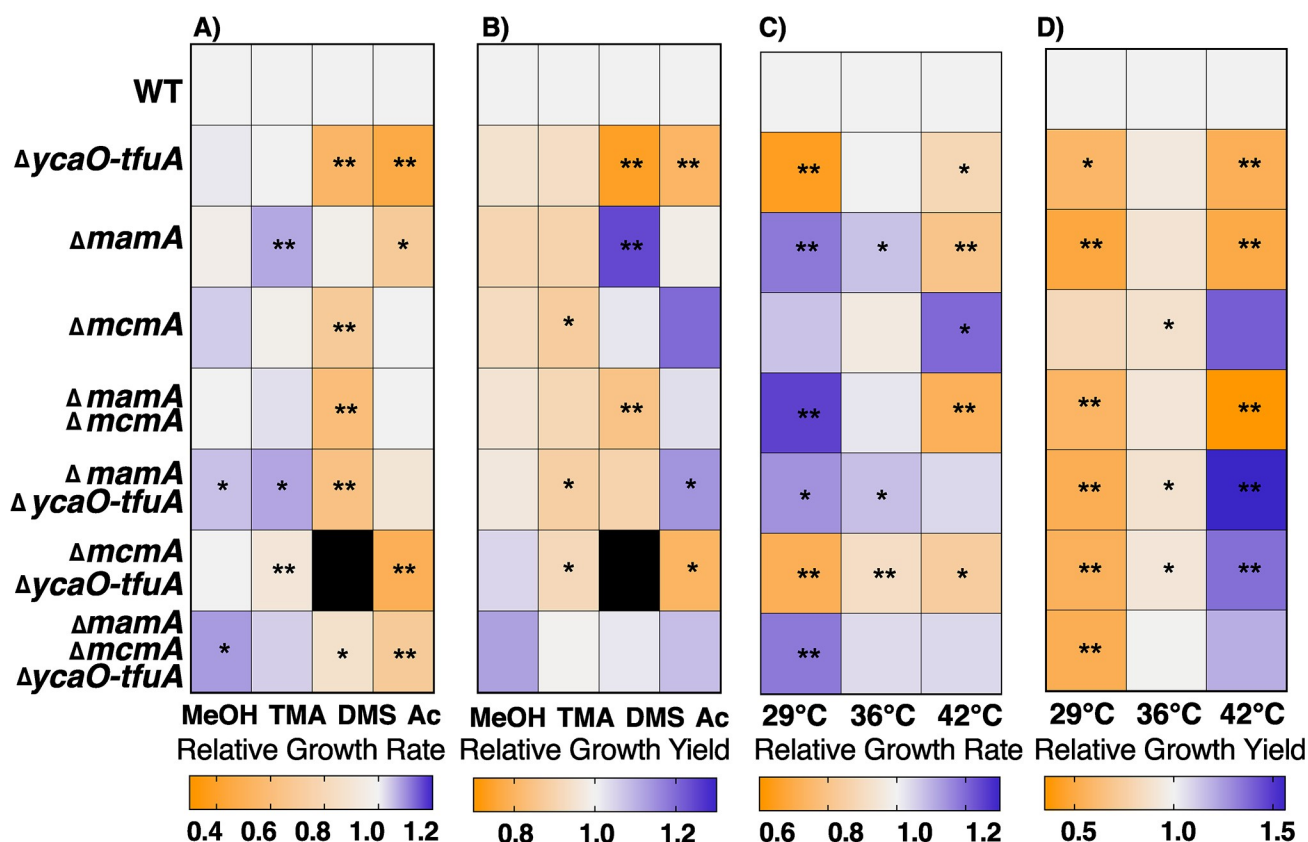 A) B) C) D)
WT
ΔycaO-tfuA ** ** ** ** ** * * **
ΔmamA ** * ** ** * ** ** **
ΔmcmA ** * * *
ΔmamA
ΔmcmA ** ** ** ** ** **
ΔmamA
ΔycaO-tfuA * * ** * * * * ** * **
ΔmcmA
ΔycaO-tfuA ** ** * * ** ** * ** * **
ΔmamA
ΔmcmA
ΔycaO-tfuA * * ** ** **
MeOH TMA DMS Ac MeOH TMA DMS Ac 29°C 36°C 42°C 29°C 36°C 42°C
Relative Growth Rate Relative Growth Yield Relative Growth Rate Relative Growth Yield
0.4 0.6 0.8 1.0 1.2 0.8 1.0 1.2 0.6 0.8 1.0 1.2 0.5 1.0 1.5